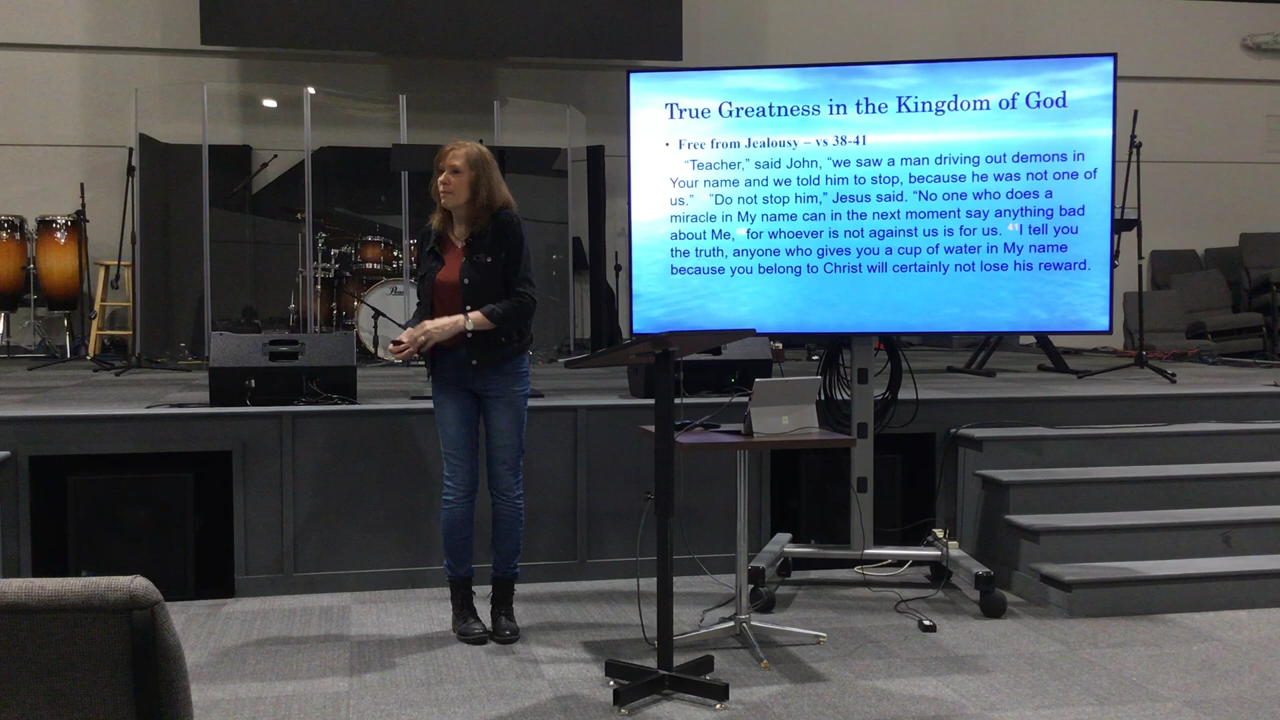 True Greatness in the Kingdom of God
• Free from Jealousy – vs 38-41
“Teacher,” said John, “we saw a man driving out demons in
Your name and we told him to stop, because he was not one of
us.” “Do not stop him,” Jesus said. “No one who does a
miracle in My name can in the next moment say anything bad
about Me, for whoever is not against us is for us. 41 I tell you
the truth, anyone who gives you a cup of water in My name
because you belong to Christ will certainly not lose his reward.